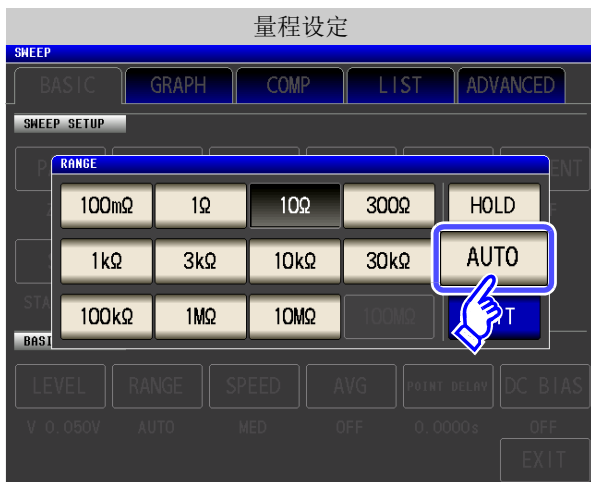 量程设定
SWEEP
BASIC GRAPH COMP LIST ADVANCED
SWEEP SETUP
RANGE
100mΩ 1Ω 10Ω 300Ω HOLD
1kΩ 3kΩ 10kΩ 30kΩ AUTO
100kΩ 1MΩ 10MΩ 100MΩ
LEVEL RANGE SPEED AVG POINT DELAY DC BIAS
V 0.050V AUTO MED OFF 0.0000s OFF
EXIT